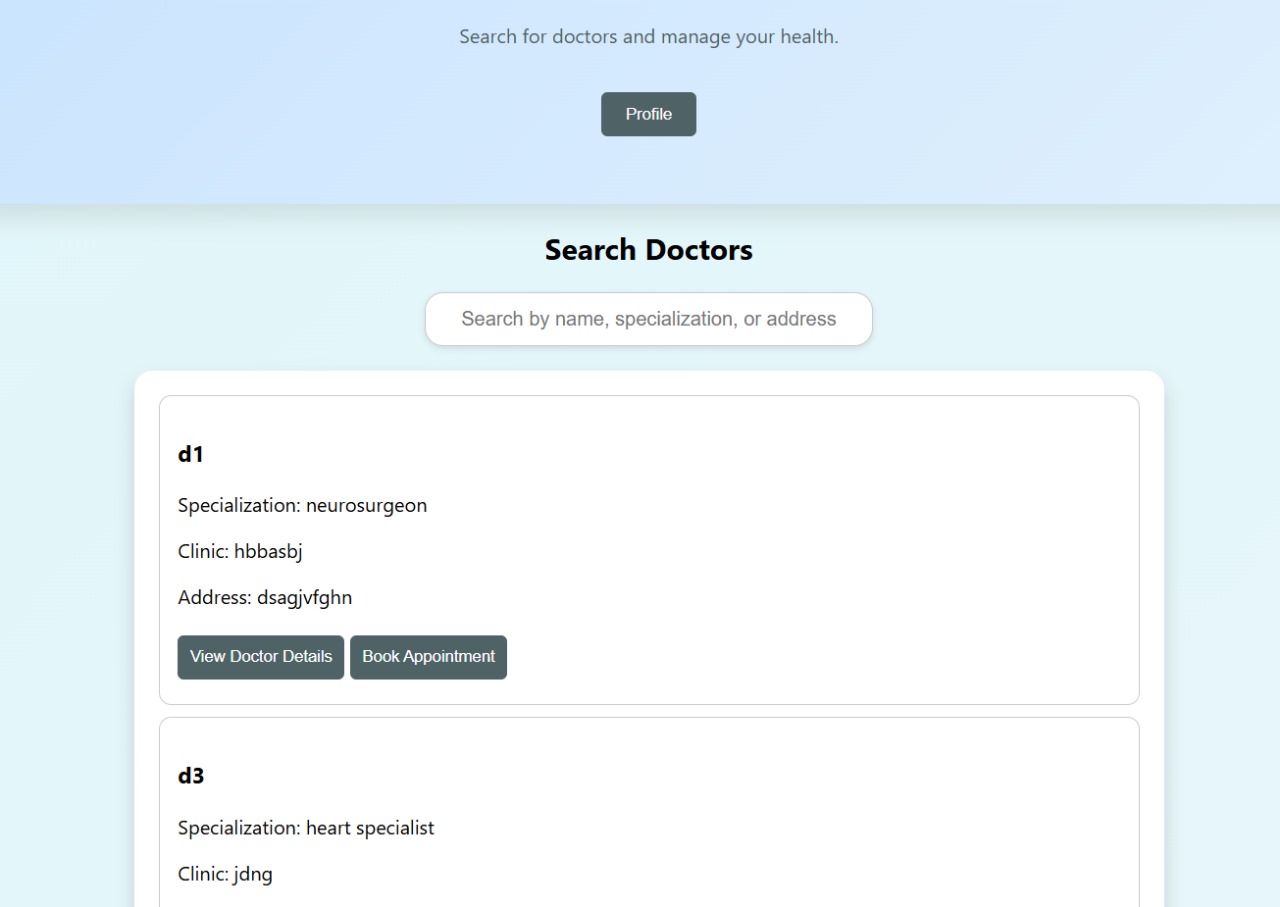 Search for doctors and manage your health.
Profile
Search Doctors
Search by name, specialization, or address
d1
Specialization: neurosurgeon
Clinic: hbbasbj
Address: dsagjvfghn
View Doctor Details Book Appointment
d3
Specialization: heart specialist
Clinic: jdng